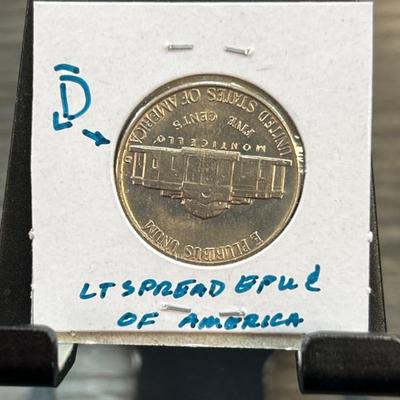 D
UNITED STATES OF AMERICA
FIVE CENTS
MONTICELLO
E PLURIBUS UNUM
D
LT SPREAD EPU &
OF AMERICA